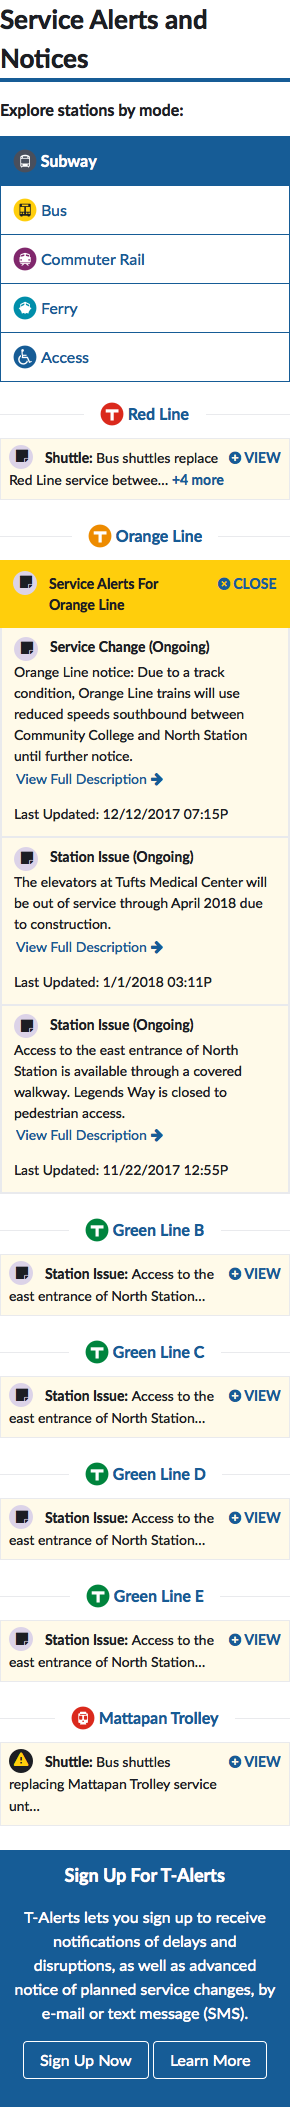 Service Alerts and
Notices
Explore stations by mode:
Subway
Bus
Commuter Rail
Ferry
Access
T Red Line
Shuttle: Bus shuttles replace VIEW
Red Line service betwee... +4 more
T Orange Line
Service Alerts For CLOSE
Orange Line
Service Change (Ongoing)
Orange Line notice: Due to a track
condition, Orange Line trains will use
reduced speeds southbound between
Community College and North Station
until further notice.
View Full Description
Last Updated: 12/12/2017 07:15P
Station Issue (Ongoing)
The elevators at Tufts Medical Center will
be out of service through April 2018 due
to construction.
View Full Description
Last Updated: 1/1/2018 03:11P
Station Issue (Ongoing)
Access to the east entrance of North
Station is available through a covered
walkway. Legends Way is closed to
pedestrian access.
View Full Description
Last Updated: 11/22/2017 12:55P
T Green Line B
Station Issue: Access to the VIEW
east entrance of North Station...
T Green Line C
Station Issue: Access to the VIEW
east entrance of North Station...
T Green Line D
Station Issue: Access to the VIEW
east entrance of North Station...
T Green Line E
Station Issue: Access to the VIEW
east entrance of North Station...
Mattapan Trolley
Shuttle: Bus shuttles VIEW
replacing Mattapan Trolley service
unt...
Sign Up For T-Alerts
T-Alerts lets you sign up to receive
notifications of delays and
disruptions, as well as advanced
notice of planned service changes, by
e-mail or text message (SMS).
Sign Up Now Learn More